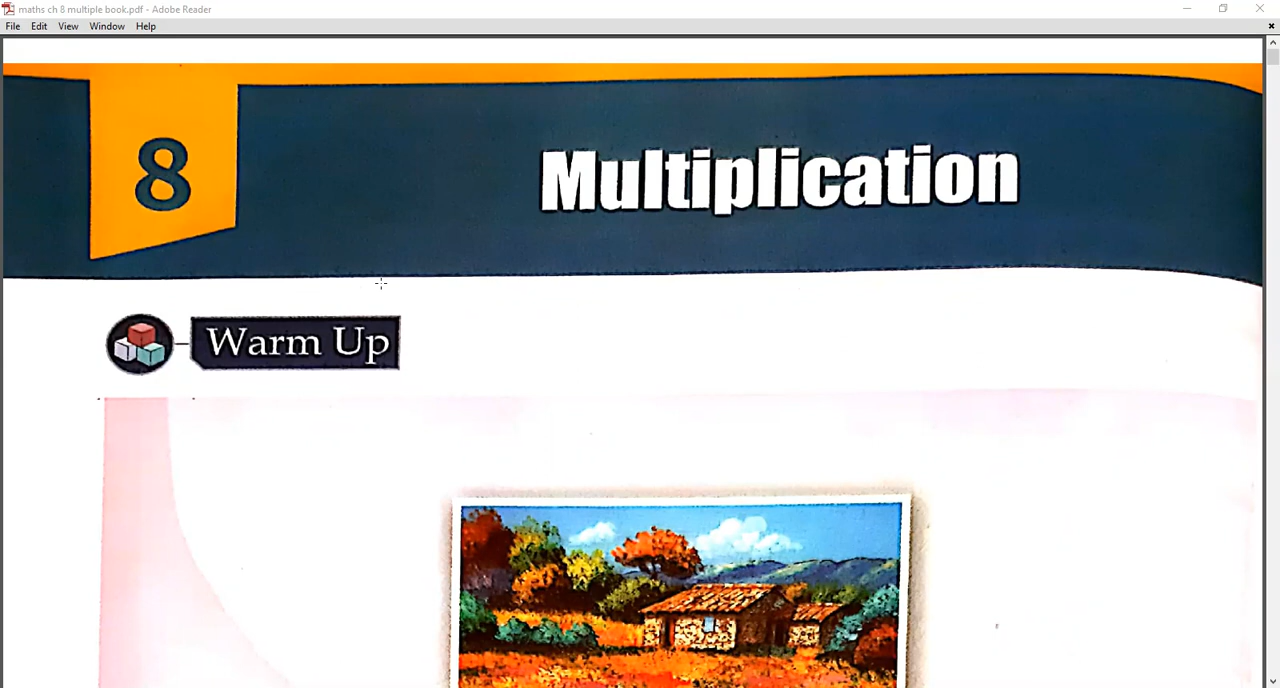 maths ch 8 multiple book.pdf - Adobe Reader
File Edit View Window Help
8
Multiplication
Warm Up